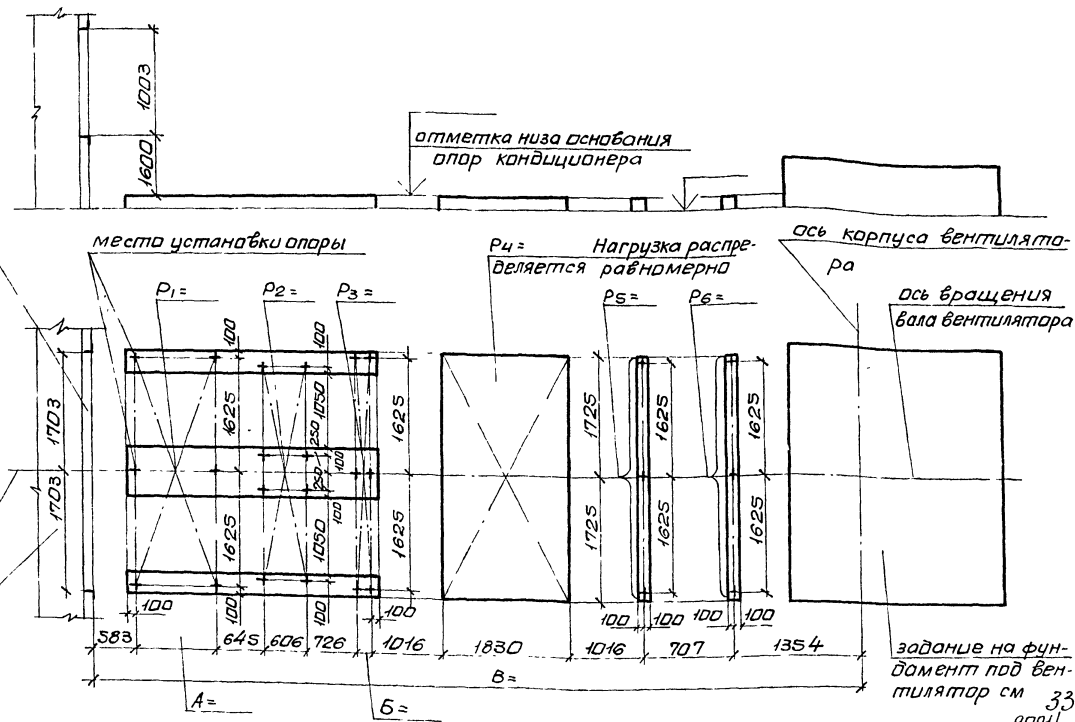 1003
1600
отметка низа основания
опор кондиционера
место установки опоры
P4= Нагрузка распре-
деляется равномерно
ось корпуса вентилято-
ра
ось вращения
вала вентилятора
P1=
P2=
P3=
P5=
P6=
1703
1703
100
1625
1625
100
100
1050
250
250
1050
100
100
100
100
1625
1625
1725
1725
1625
1625
1625
1625
100
100
100
100
100
100
583
645
606
726
1016
1830
1016
707
1354
B=
A=
Б=
задание на фун-
дамент под вен-
тилятор см
33